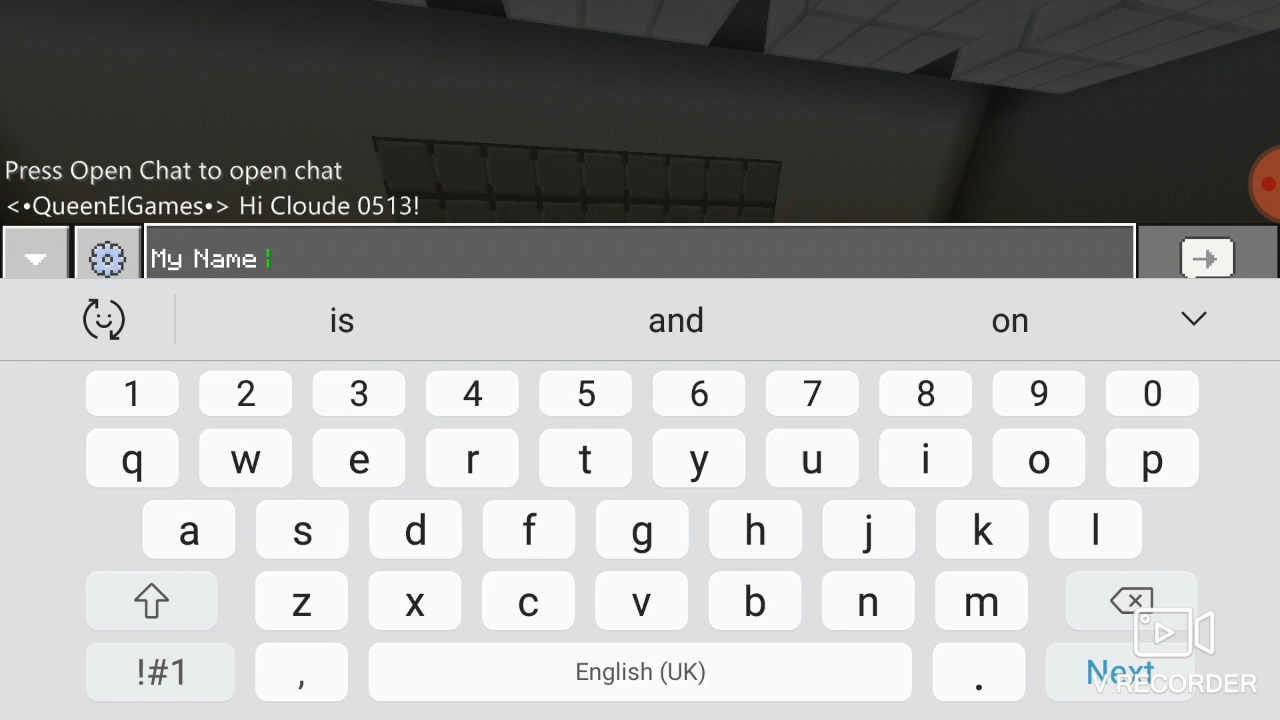 Press Open Chat to open chat
<•QueenElGames•> Hi Cloude 0513!
My Name
is and on
1 2 3 4 5 6 7 8 9 0
q w e r t y u i o p
a s d f g h j k l
z x c v b n m
!#1 , English (UK) . Next
V RECORDER